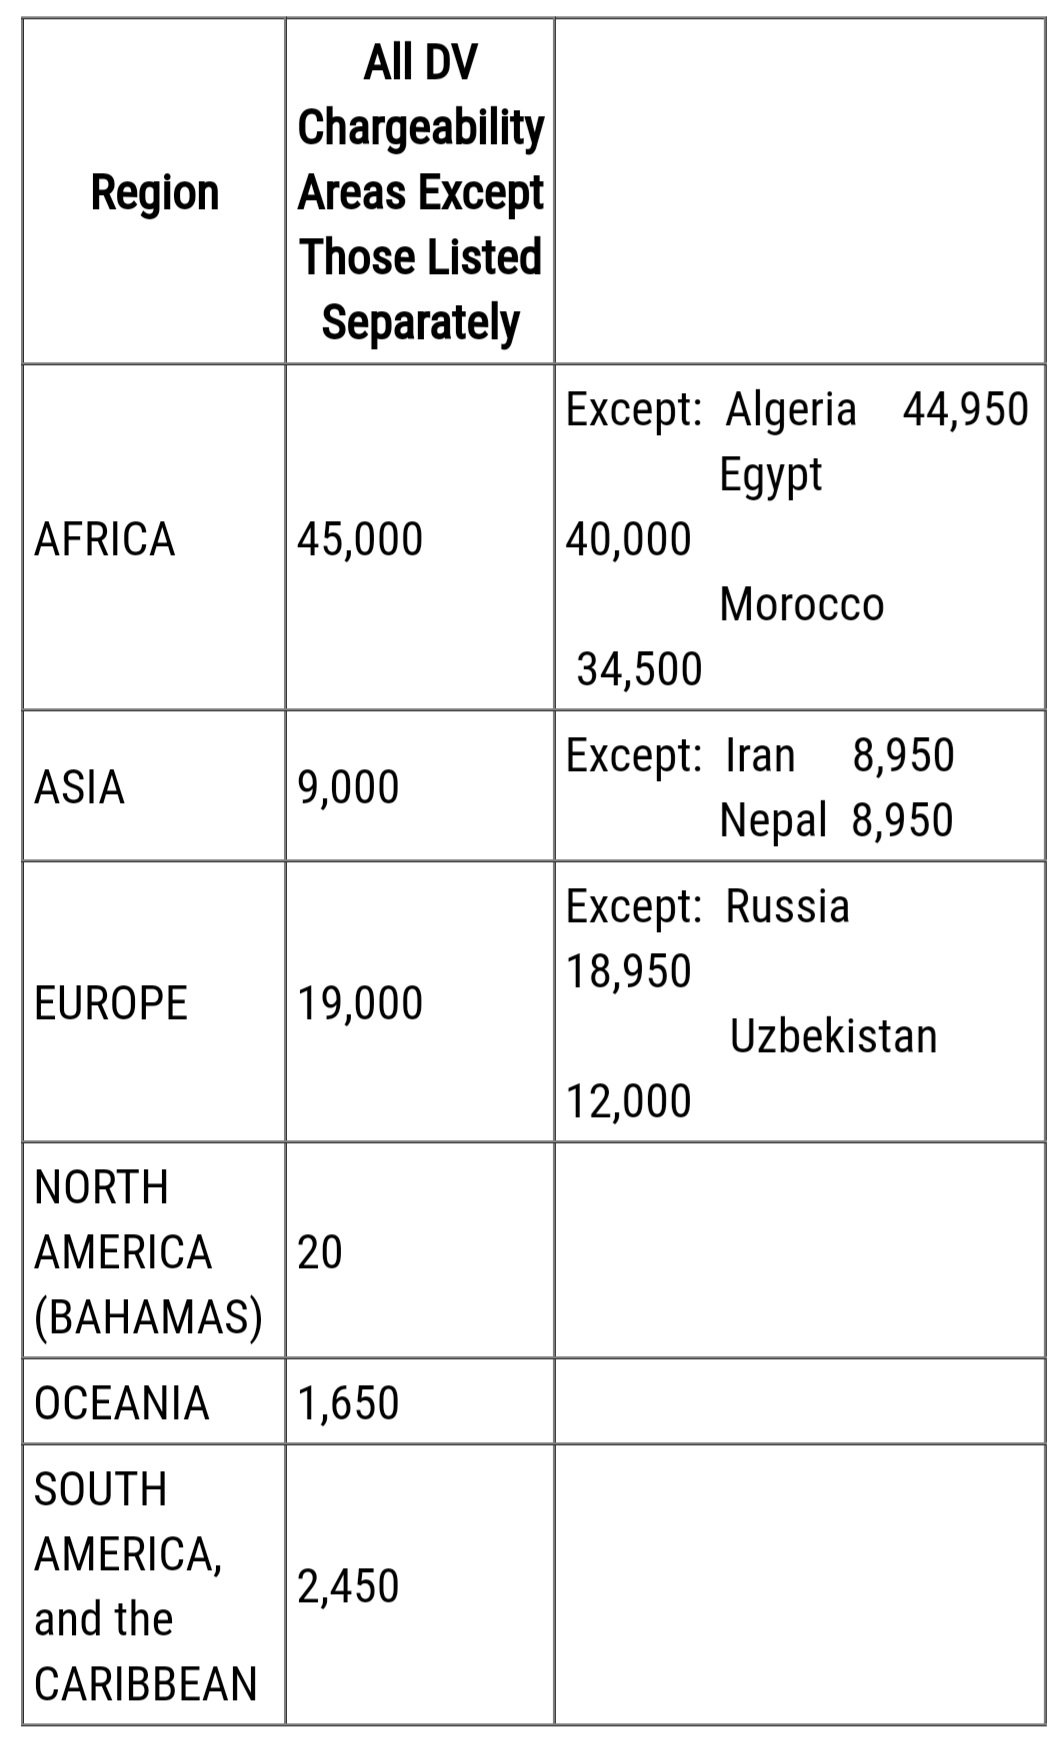 Region
All DV
Chargeability
Areas Except
Those Listed
Separately
AFRICA
45,000
Except:  Algeria    44,950
Egypt
40,000
Morocco
34,500
ASIA
9,000
Except:  Iran     8,950
Nepal  8,950
EUROPE
19,000
Except:  Russia
18,950
Uzbekistan
12,000
NORTH
AMERICA
(BAHAMAS)
20
OCEANIA
1,650
SOUTH
AMERICA,
and the
CARIBBEAN
2,450